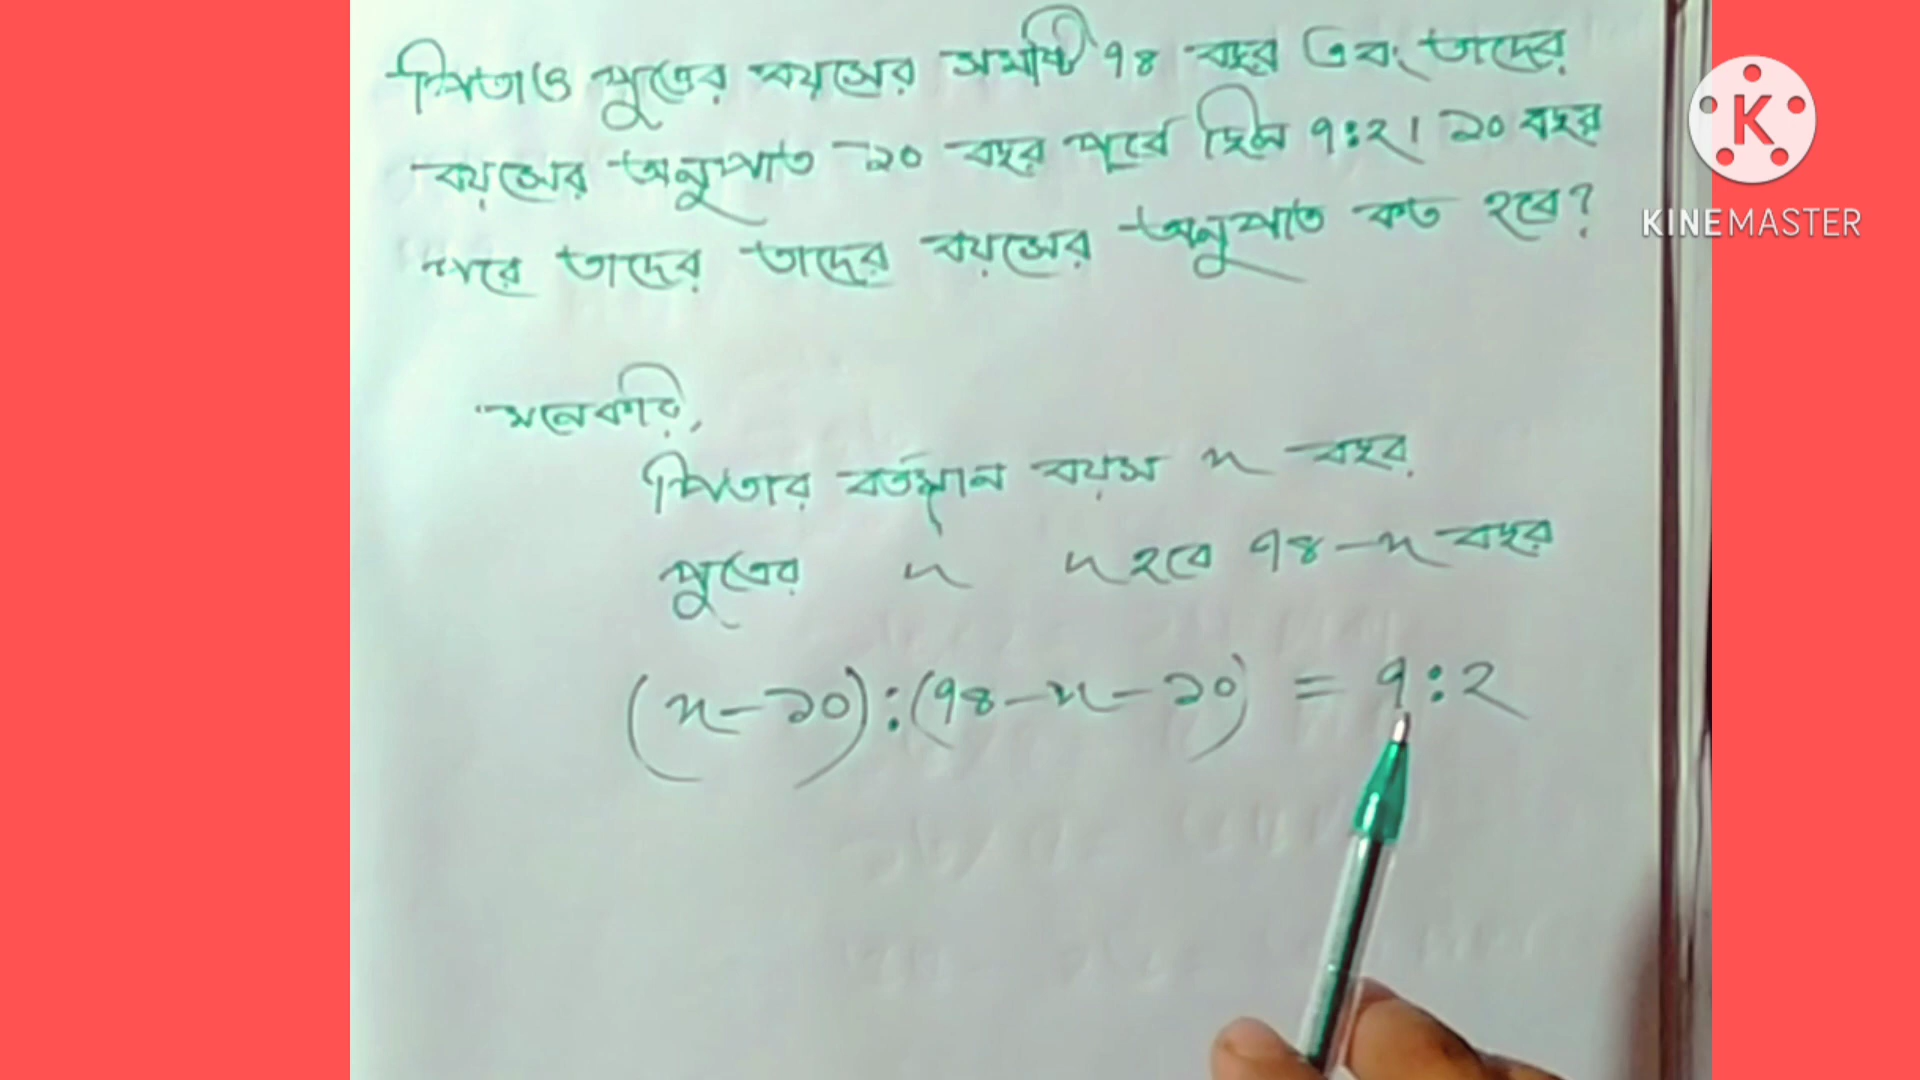 পিতা ও পুত্রের বয়সের সমষ্টি ৭৪ বছর এবং তাদের
বয়সের অনুপাত ১০ বছর পূর্বে ছিল ৭:২। ১০ বছর
পরে তাদের তাদের বয়সের অনুপাত কত হবে?
মনেকরি,
পিতার বর্তমান বয়স x বছর
পুত্রের " " হবে ৭৪-x বছর
(x-১০):(৭৪-x-১০) = ৭:২
K
KINEMASTER